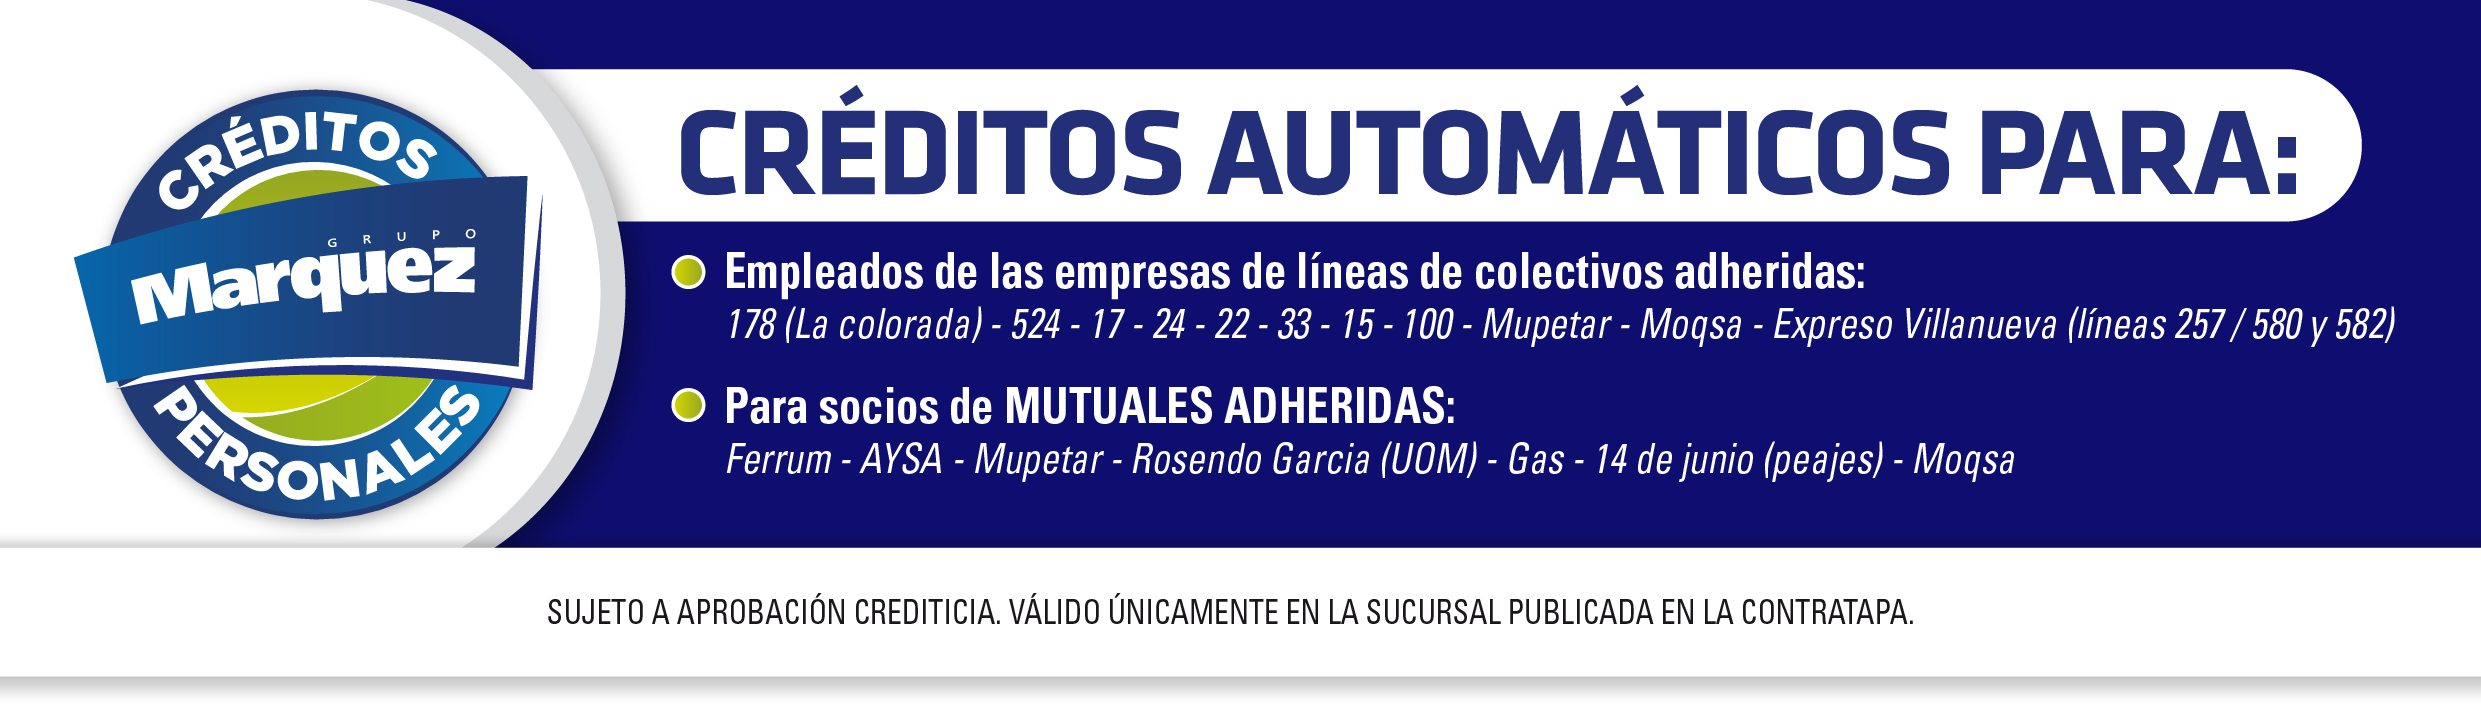 CRÉDITOS
GRUPO
Marquez
PERSONALES
CRÉDITOS AUTOMÁTICOS PARA:
Empleados de las empresas de líneas de colectivos adheridas:
178 (La colorada) - 524 - 17 - 24 - 22 - 33 - 15 - 100 - Mupetar - Moqsa - Expreso Villanueva (líneas 257 / 580 y 582)
Para socios de MUTUALES ADHERIDAS:
Ferrum - AYSA - Mupetar - Rosendo Garcia (UOM) - Gas - 14 de junio (peajes) - Moqsa
SUJETO A APROBACIÓN CREDITICIA. VÁLIDO ÚNICAMENTE EN LA SUCURSAL PUBLICADA EN LA CONTRATAPA.